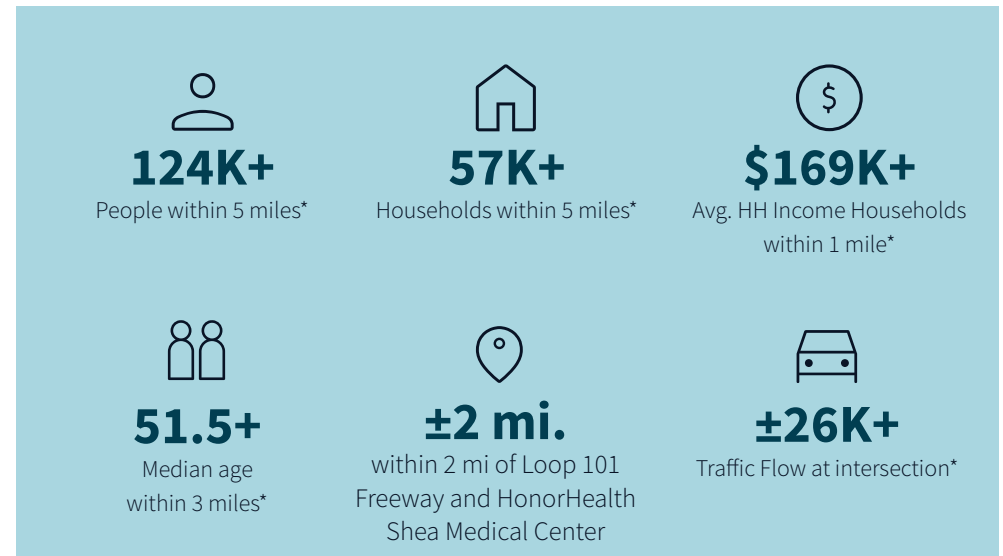 $
124K+
People within 5 miles*
57K+
Households within 5 miles*
$169K+
Avg. HH Income Households
within 1 mile*
51.5+
Median age
within 3 miles*
±2 mi.
within 2 mi of Loop 101
Freeway and HonorHealth
Shea Medical Center
±26K+
Traffic Flow at intersection*